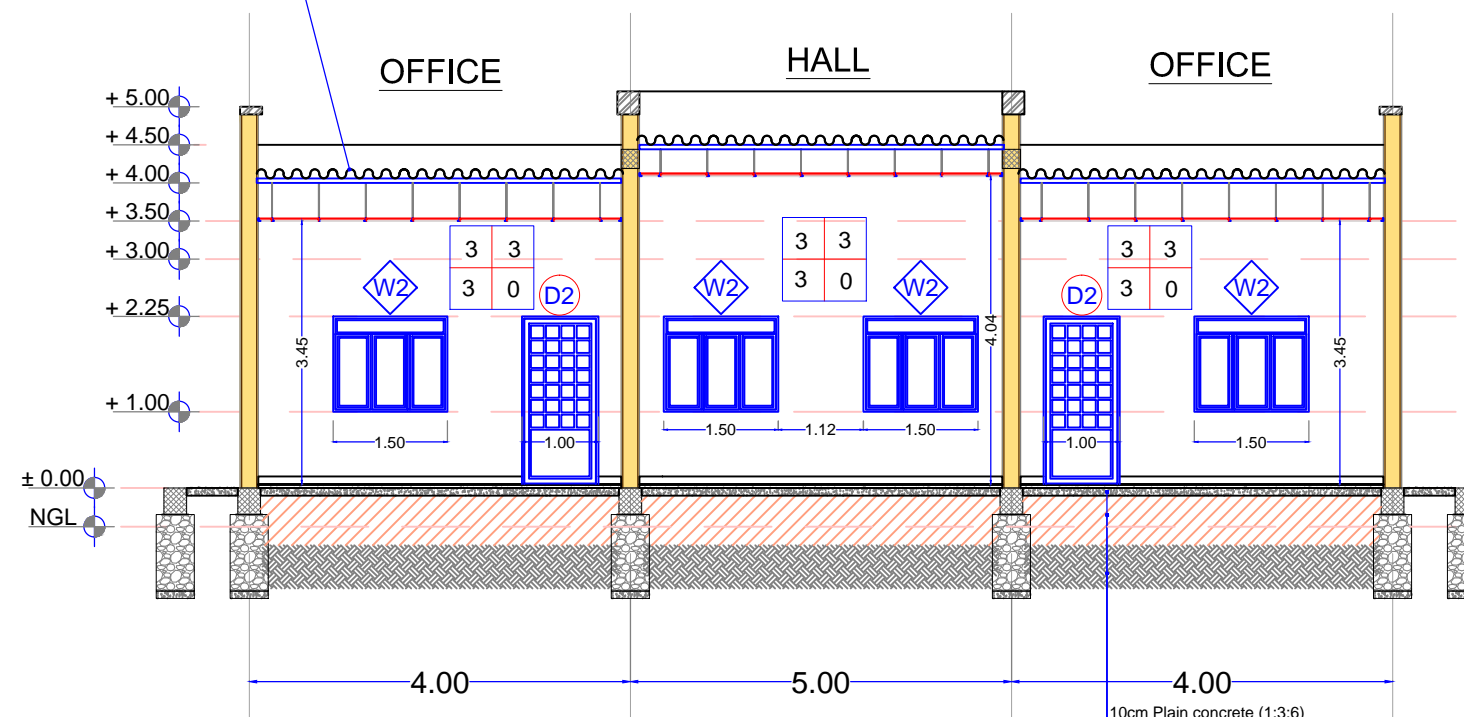 OFFICE
HALL
OFFICE
+ 5.00
+ 4.50
+ 4.00
+ 3.50
+ 3.00
+ 2.25
+ 1.00
± 0.00
NGL
3 3
3 0
W2
D2
3.45
1.50
1.00
3 3
3 0
W2
W2
4.04
1.50
1.12
1.50
3 3
3 0
D2
W2
3.45
1.00
1.50
4.00
5.00
4.00
10cm Plain concrete (1:3:6)